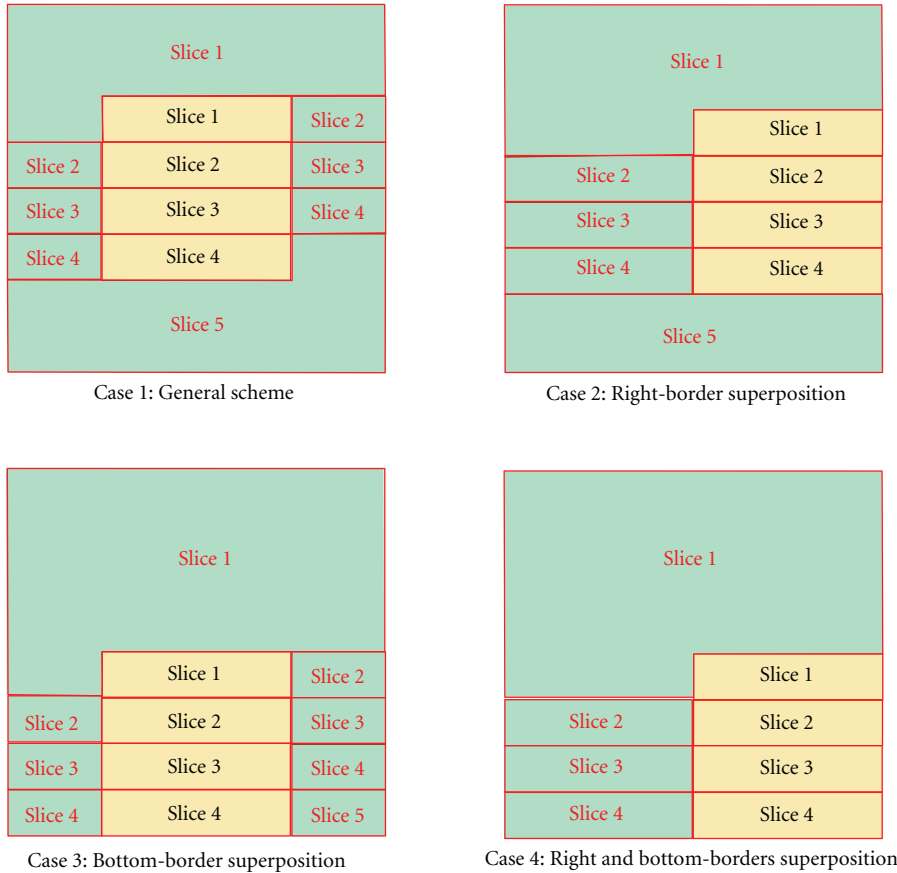 Slice 1
Slice 1
Slice 2
Slice 2
Slice 2
Slice 3
Slice 3
Slice 3
Slice 4
Slice 4
Slice 4
Slice 5
Case 1: General scheme
Slice 1
Slice 1
Slice 2
Slice 2
Slice 3
Slice 3
Slice 4
Slice 4
Slice 5
Case 2: Right-border superposition
Slice 1
Slice 1
Slice 2
Slice 2
Slice 2
Slice 3
Slice 3
Slice 3
Slice 4
Slice 4
Slice 4
Slice 5
Case 3: Bottom-border superposition
Slice 1
Slice 1
Slice 2
Slice 2
Slice 3
Slice 3
Slice 4
Slice 4
Case 4: Right and bottom-borders superposition